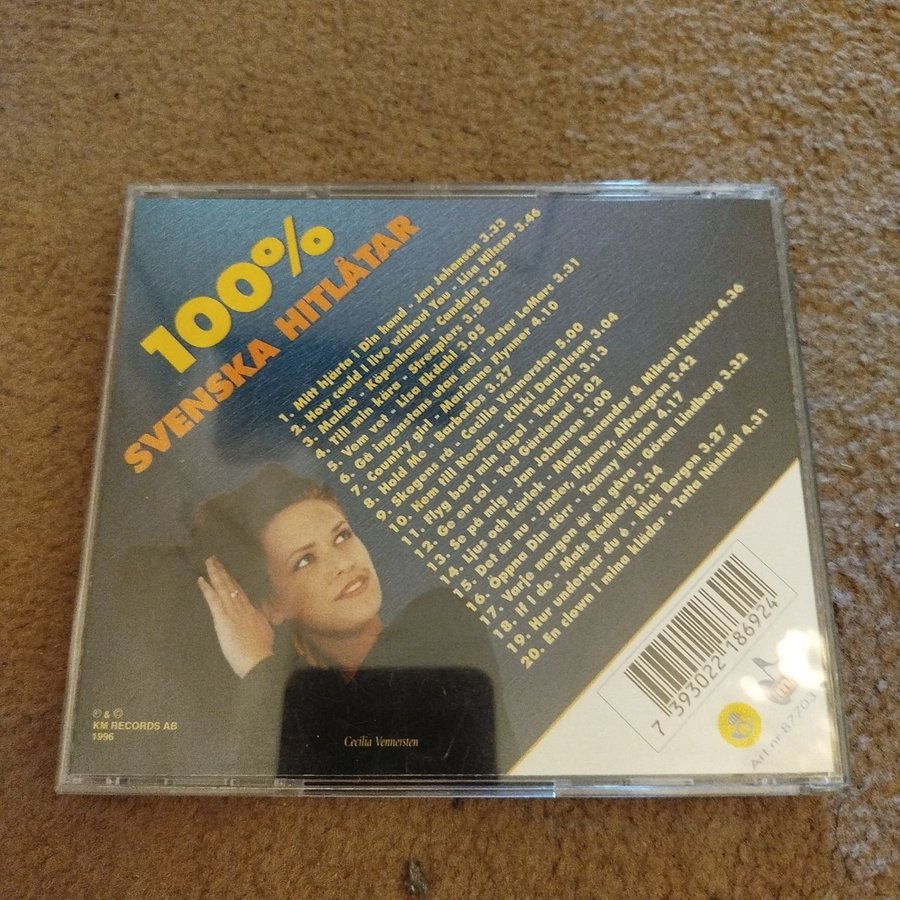 100%
SVENSKA HITLÅTAR
1. Mitt hjärta i Din hand - Jan Johansen 3.33
2. How could I live without You - Lisa Nilsson 3.46
3. Malmö - Köpenhamn - Candela 3.02
4. Till min kära - Streaplers 3.58
5. Vem vet - Lisa Ekdahl 3.05
6. Gå ingenstans utan mej - Peter LeMarc 3.31
7. Country girl - Marianne Flynner 4.10
8. Hold Me - Barbados 3.27
9. Skogens rå - Cecilia Vennersten 5.00
10. Hem till Norden - Kikki Danielsson 3.04
11. Flyg bort min fågel - Thorleifs 3.13
12. Ge en sol - Ted Gärdestad 3.02
13. Se på mig - Jan Johansen 3.00
14. Ljus och kärlek - Mats Ronander & Mikael Rickfors 4.36
15. Det är nu - Jinder, Flynner, Alfvengren 3.42
16. Öppna Din dörr - Tommy Nilsson 4.17
17. Varje morgon är en gåva - Göran Lindberg 3.32
18. If I do - Mats Rådberg 3.34
19. Hur underbar du é - Nick Borgen 3.27
20. En clown i mina kläder - Totta Näslund 4.31
℗ & ©
KM RECORDS AB
1996
Cecilia Vennersten
7 393022 186924
Art nr 87703